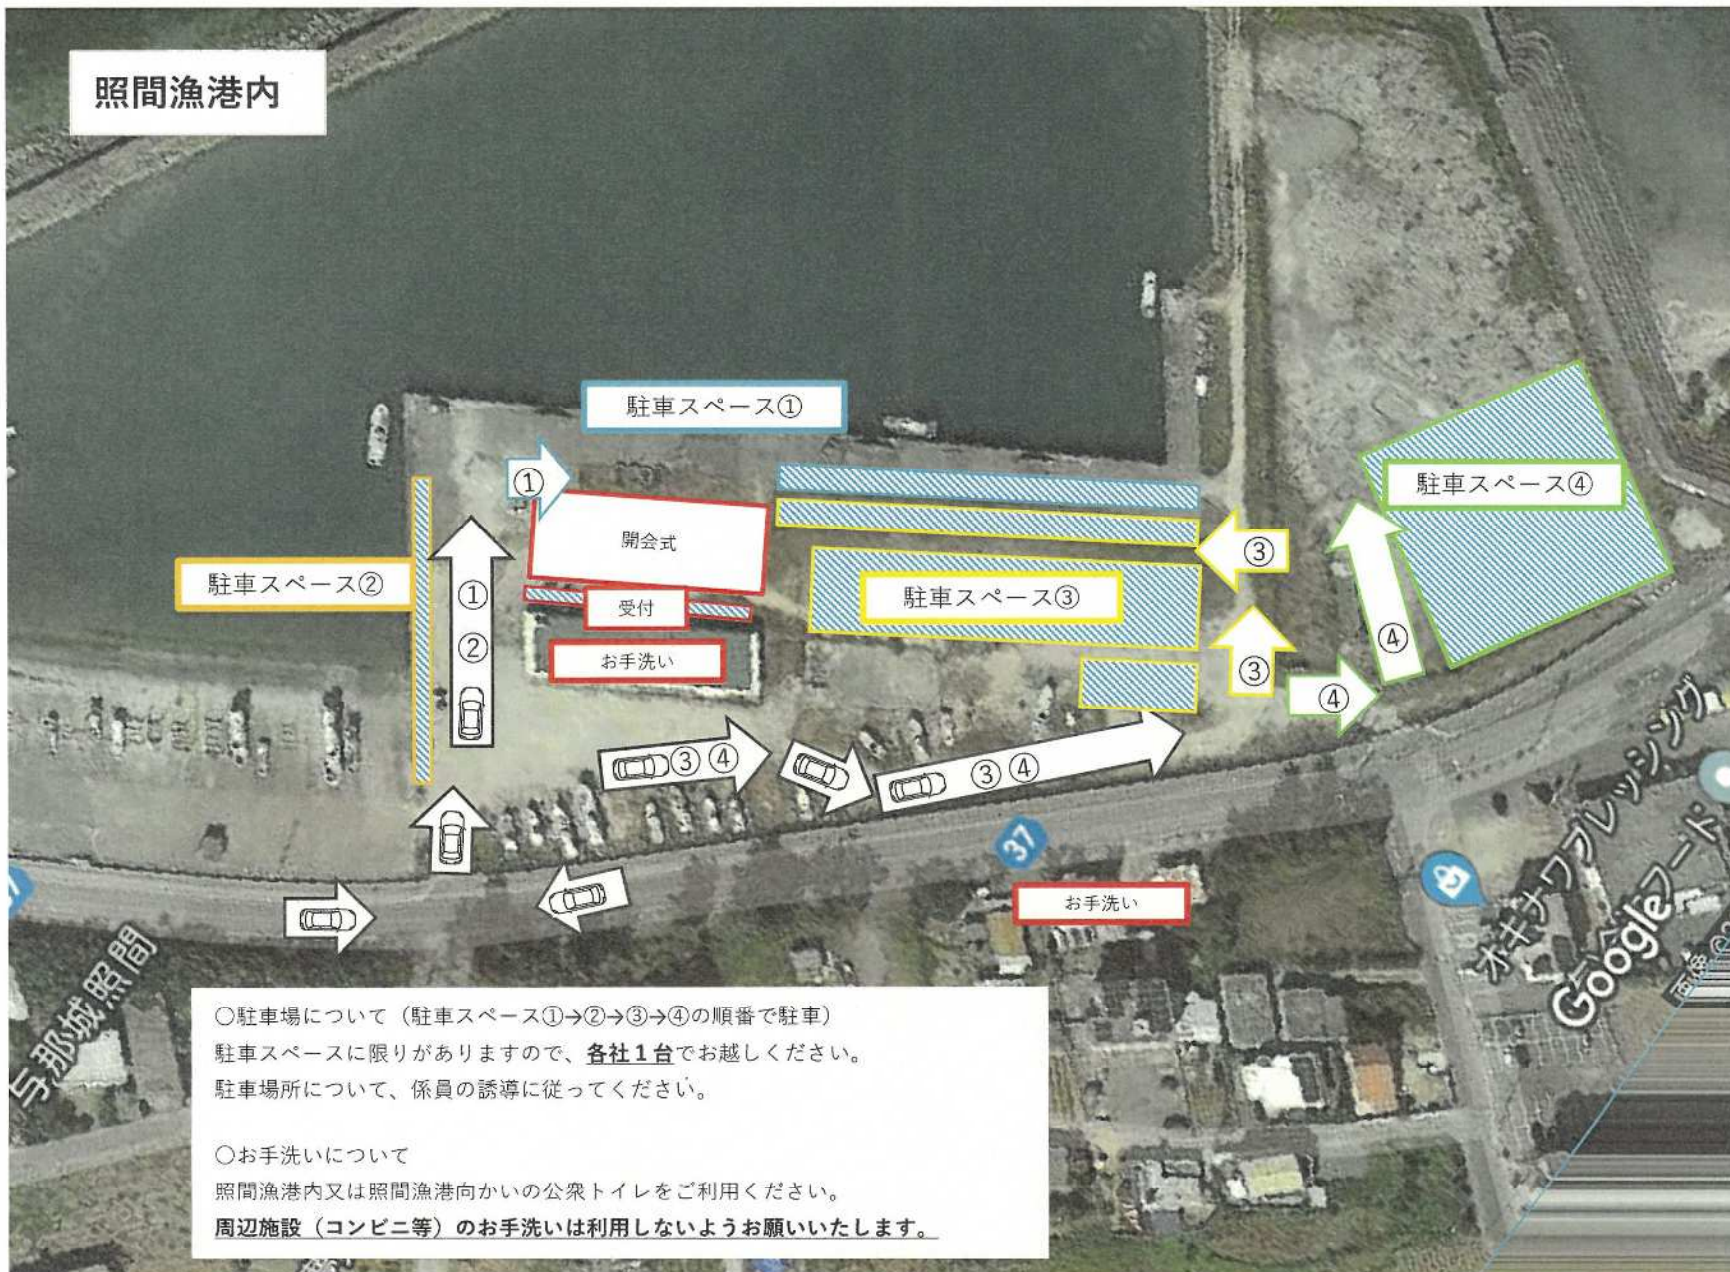 照間漁港内
駐車スペース①
①
駐車スペース④
開会式
③
駐車スペース②
①
受付
駐車スペース③
②
お手洗い
④
③
④
③④
③④
37
お手洗い
オキナワフレッシング
フード
Google
与那城照間
○駐車場について（駐車スペース①→②→③→④の順番で駐車）
駐車スペースに限りがありますので、各社１台でお越しください。
駐車場所について、係員の誘導に従ってください。
○お手洗いについて
照間漁港内又は照間漁港向かいの公衆トイレをご利用ください。
周辺施設（コンビニ等）のお手洗いは利用しないようお願いいたします。